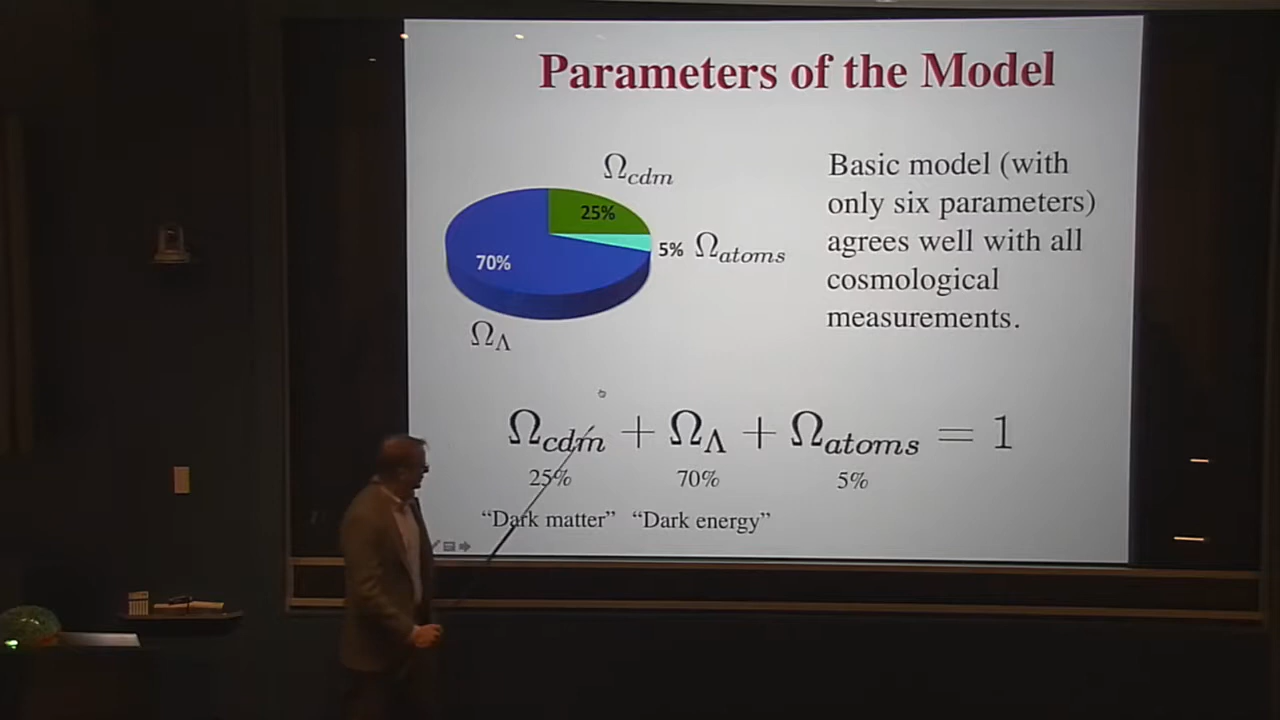 Parameters of the Model
Ω_cdm
25%
5% Ω_atoms
70%
Ω_Λ
Basic model (with
only six parameters)
agrees well with all
cosmological
measurements.
Ω_cdm + Ω_Λ + Ω_atoms = 1
25% 70% 5%
“Dark matter” “Dark energy”